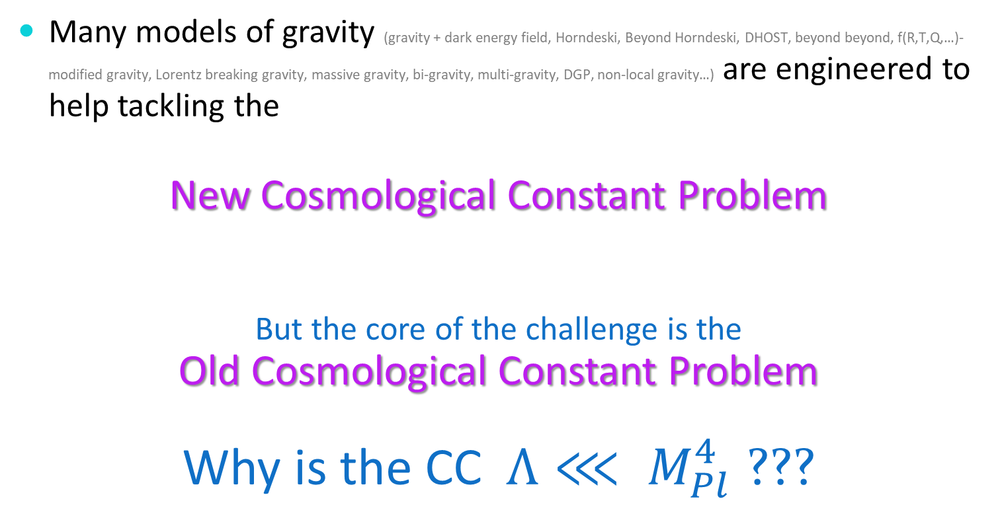 • Many models of gravity (gravity + dark energy field, Horndeski, Beyond Horndeski, DHOST, beyond beyond, f(R,T,Q,...)-
modified gravity, Lorentz breaking gravity, massive gravity, bi-gravity, multi-gravity, DGP, non-local gravity...) are engineered to
help tackling the
New Cosmological Constant Problem
But the core of the challenge is the
Old Cosmological Constant Problem
Why is the CC Λ ⋘ M_{Pl}^4 ???